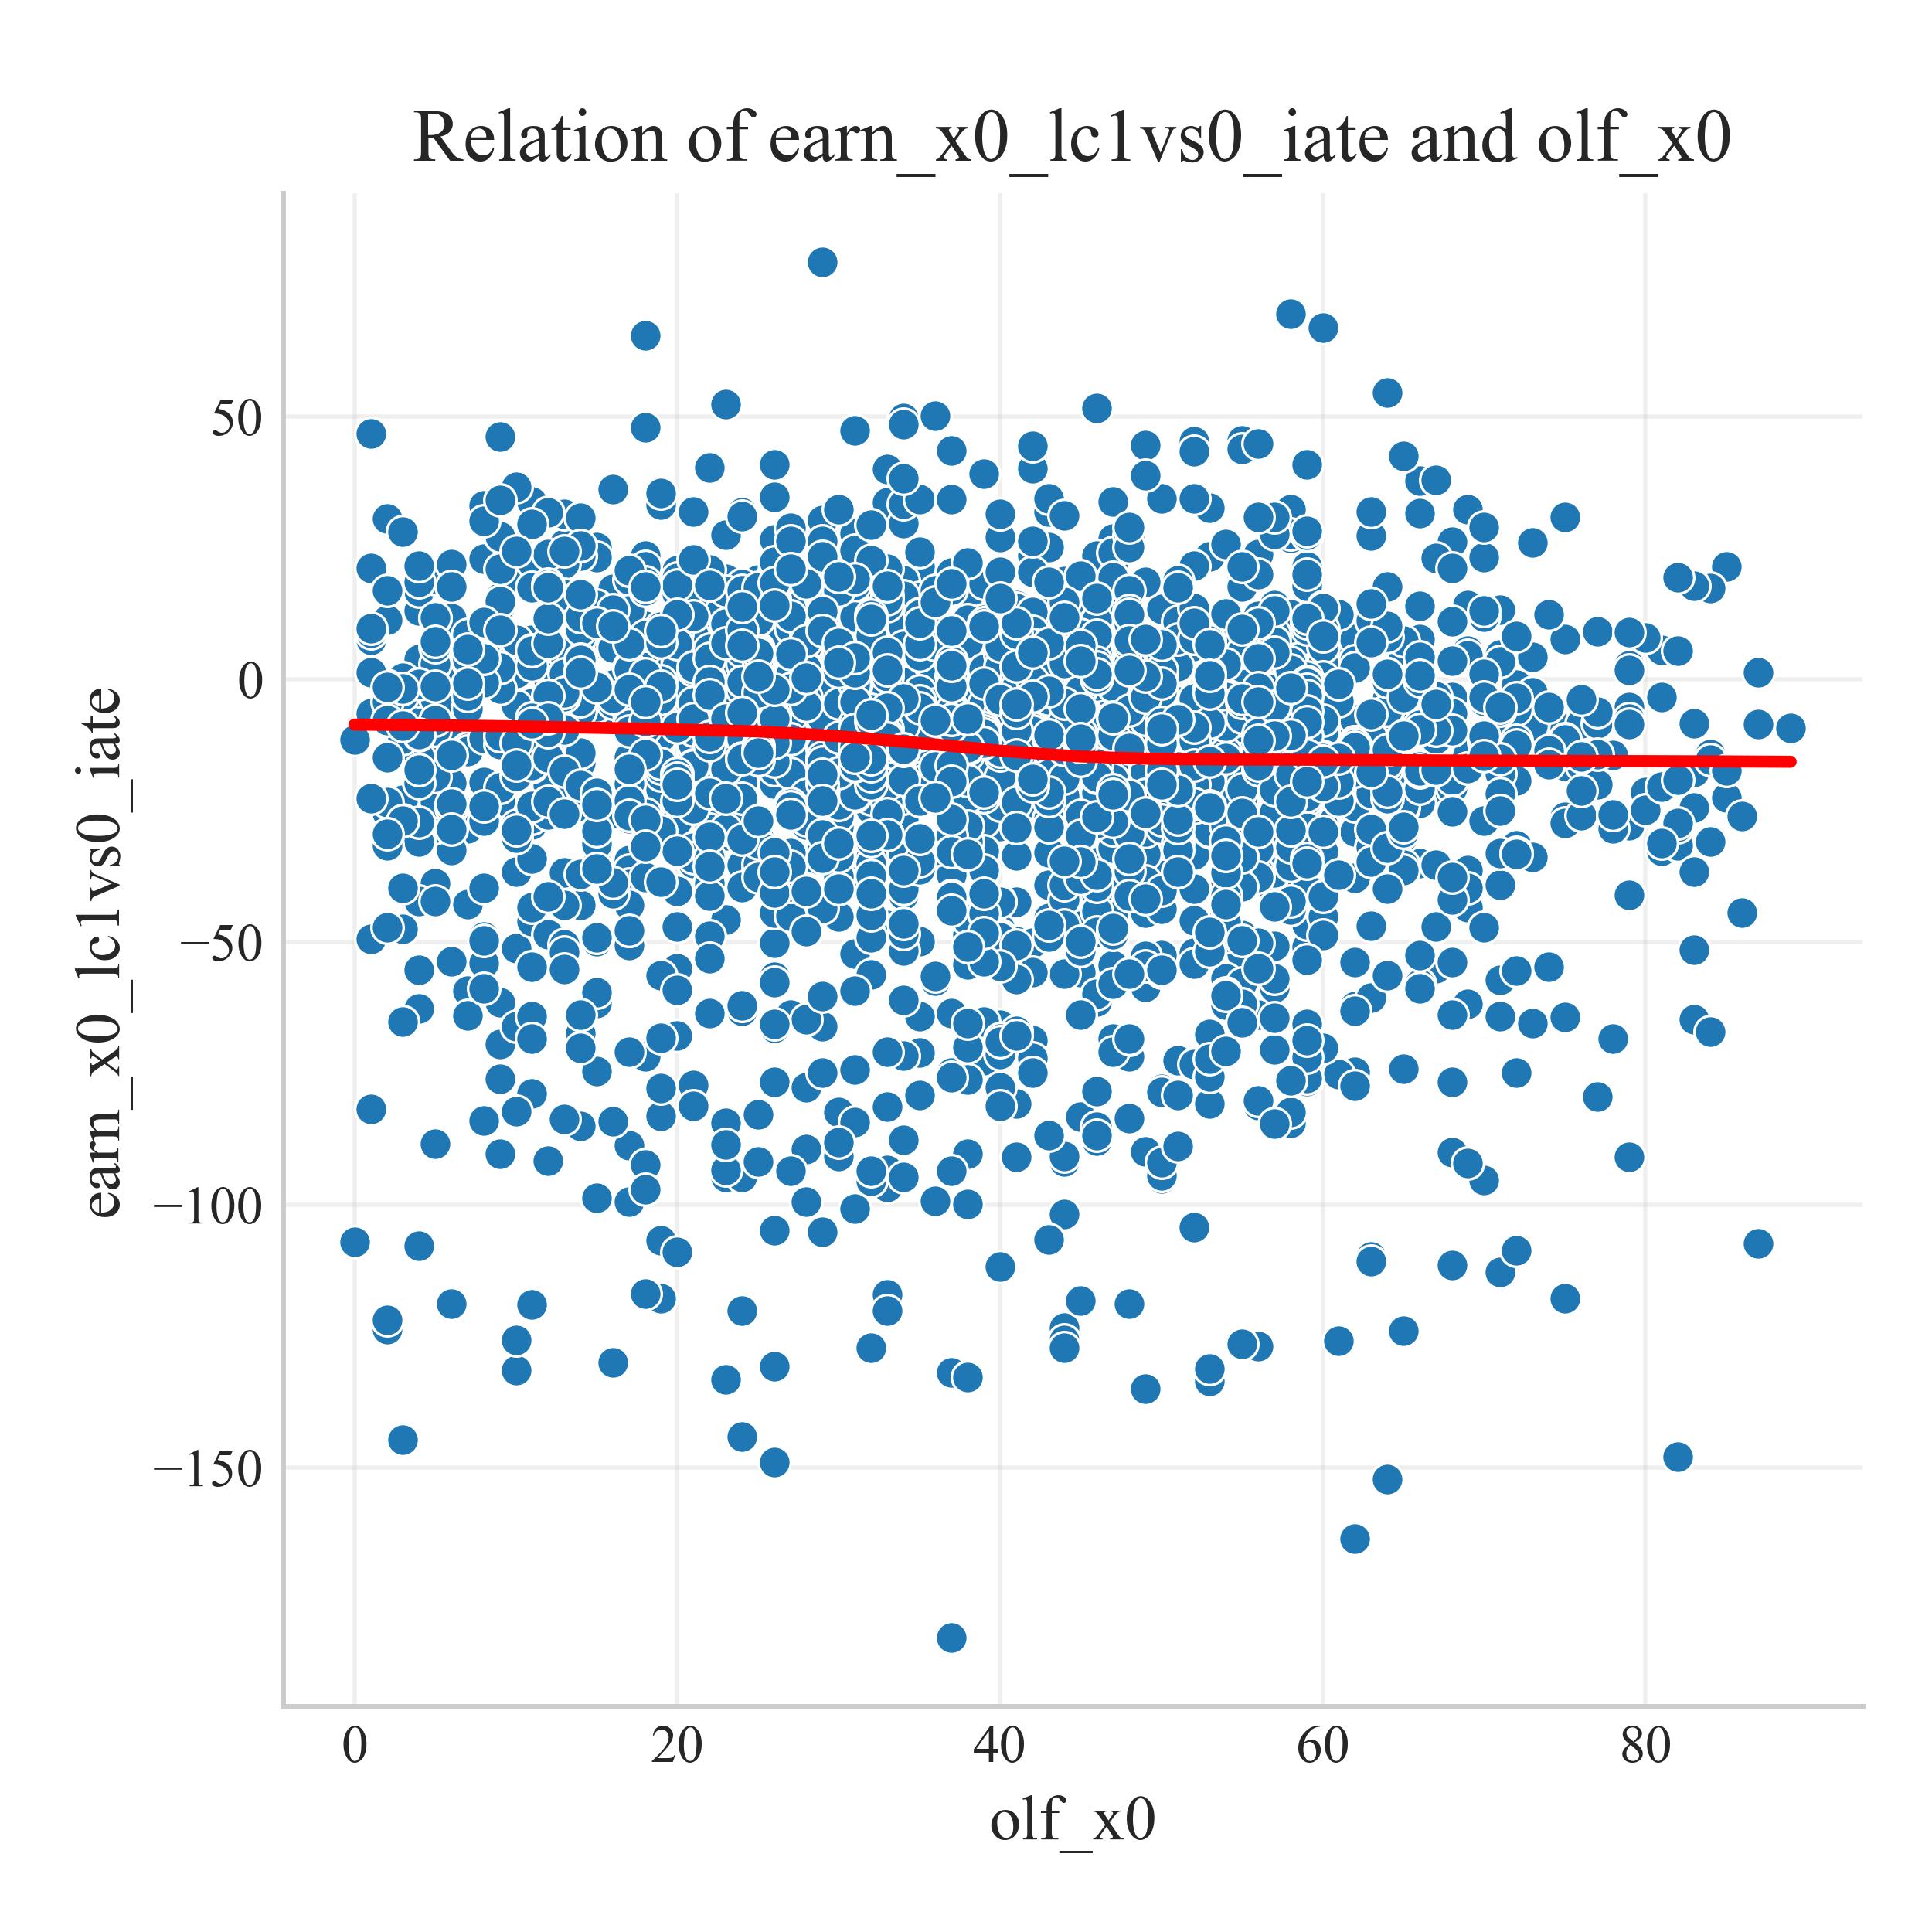 Relation of earn_x0_lc1vs0_iate and olf_x0
earn_x0_lc1vs0_iate
50
0
−50
−100
−150
0 20 40 60 80
olf_x0